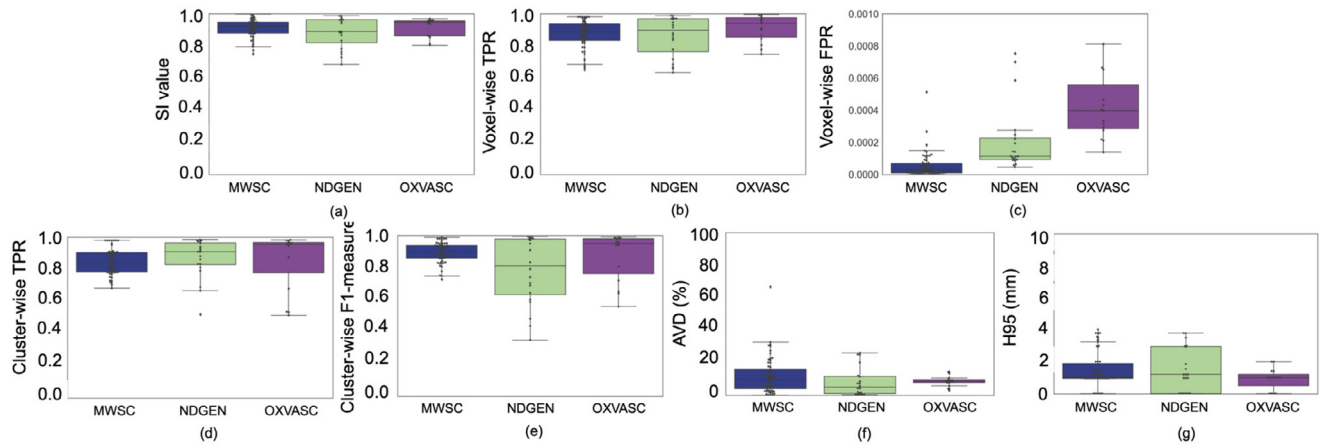 SI value
1.0
0.8
0.6
0.4
0.2
0.0
MWSC NDGEN OXVASC
(a)
Voxel-wise TPR
1.0
0.8
0.6
0.4
0.2
0.0
MWSC NDGEN OXVASC
(b)
Voxel-wise FPR
0.0010
0.0008
0.0006
0.0004
0.0002
0.0000
MWSC NDGEN OXVASC
(c)
Cluster-wise TPR
1.0
0.8
0.6
0.4
0.2
0.0
MWSC NDGEN OXVASC
(d)
Cluster-wise F1-measure
1.0
0.8
0.6
0.4
0.2
0.0
MWSC NDGEN OXVASC
(e)
AVD (%)
100
80
60
40
20
0
MWSC NDGEN OXVASC
(f)
H95 (mm)
10
8
6
4
2
0
MWSC NDGEN OXVASC
(g)